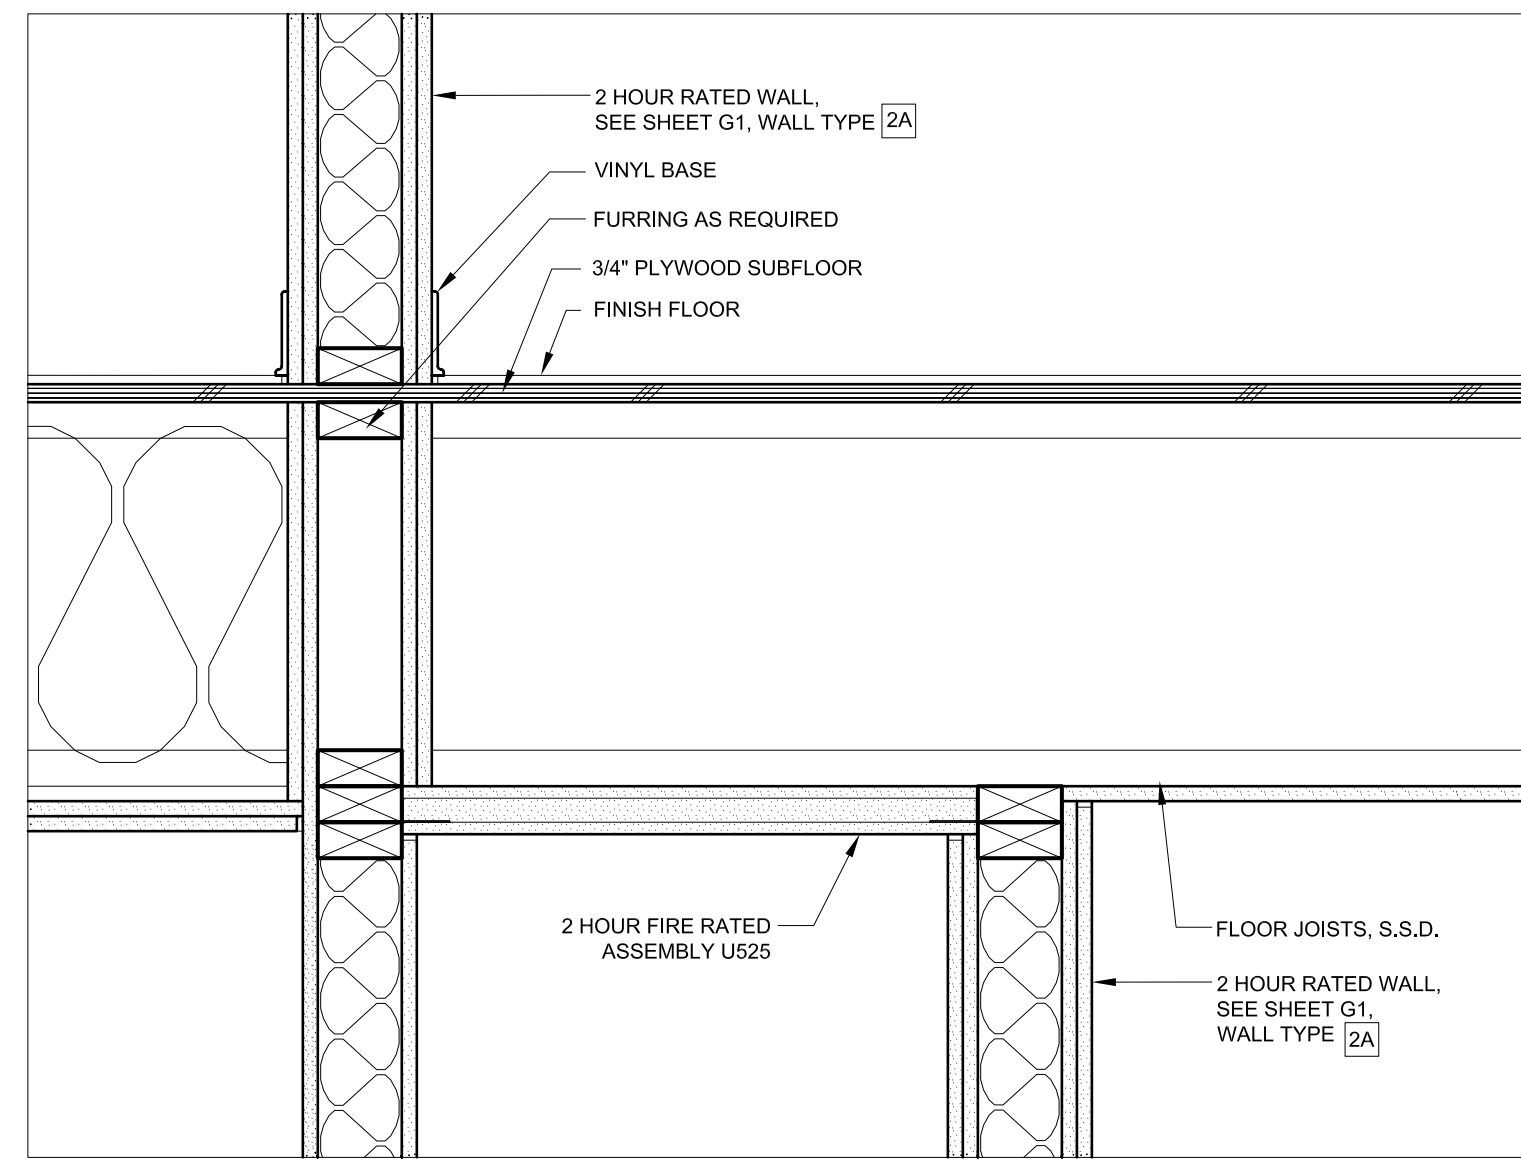 2 HOUR RATED WALL,
SEE SHEET G1, WALL TYPE 2A
VINYL BASE
FURRING AS REQUIRED
3/4" PLYWOOD SUBFLOOR
FINISH FLOOR
2 HOUR FIRE RATED
ASSEMBLY U525
FLOOR JOISTS, S.S.D.
2 HOUR RATED WALL,
SEE SHEET G1,
WALL TYPE 2A